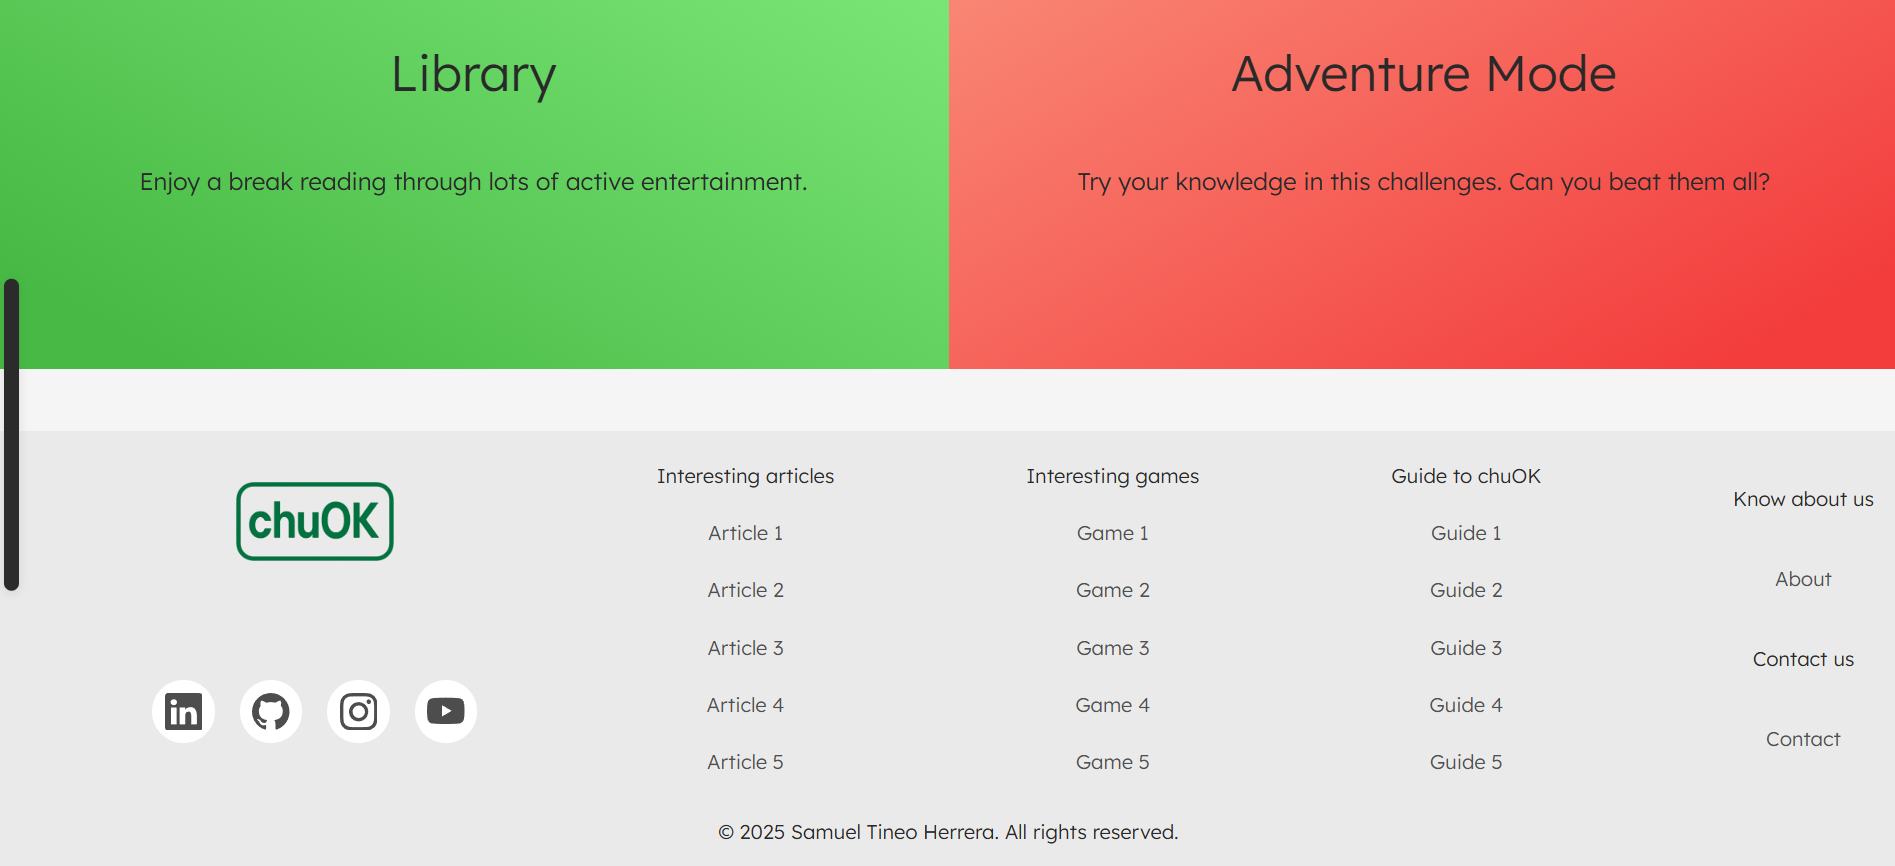 Library
Enjoy a break reading through lots of active entertainment.
Adventure Mode
Try your knowledge in this challenges. Can you beat them all?
chuOK
in
Interesting articles
Article 1
Article 2
Article 3
Article 4
Article 5
Interesting games
Game 1
Game 2
Game 3
Game 4
Game 5
Guide to chuOK
Guide 1
Guide 2
Guide 3
Guide 4
Guide 5
Know about us
About
Contact us
Contact
© 2025 Samuel Tineo Herrera. All rights reserved.